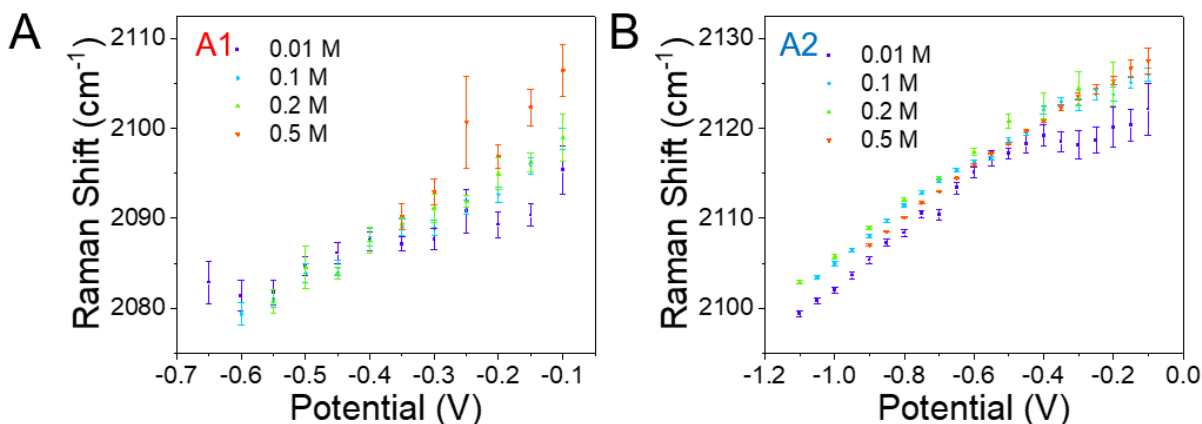 A
A1
0.01 M
0.1 M
0.2 M
0.5 M
Raman Shift (cm⁻¹)
2110
2100
2090
2080
-0.7 -0.6 -0.5 -0.4 -0.3 -0.2 -0.1
Potential (V)
B
A2
0.01 M
0.1 M
0.2 M
0.5 M
Raman Shift (cm⁻¹)
2130
2120
2110
2100
-1.2 -1.0 -0.8 -0.6 -0.4 -0.2 0.0
Potential (V)